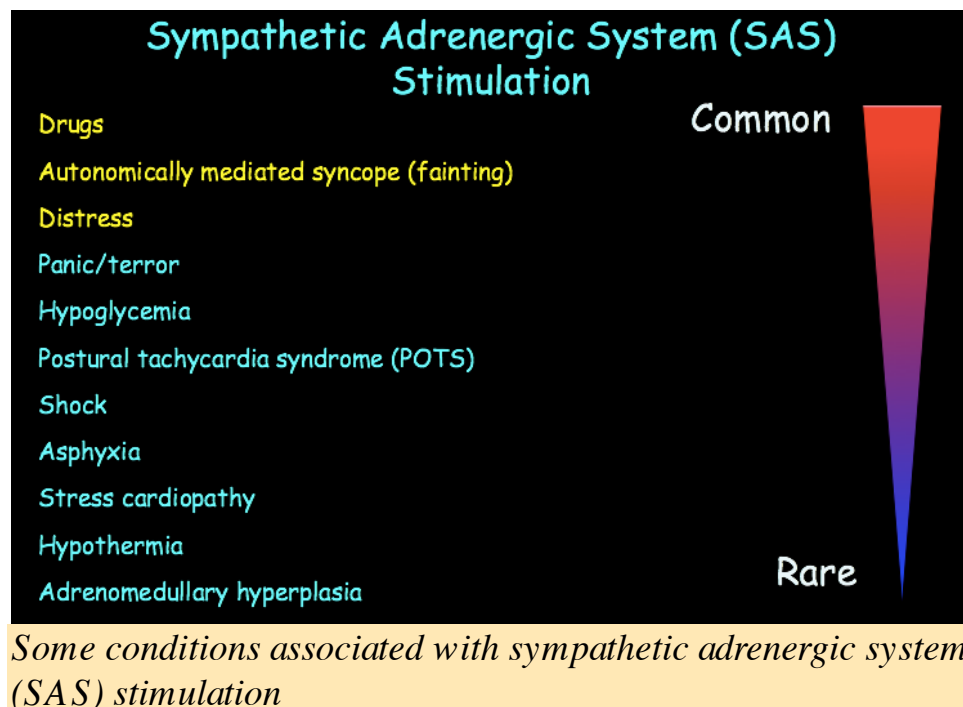 Sympathetic Adrenergic System (SAS)
Stimulation
Common
Drugs
Autonomically mediated syncope (fainting)
Distress
Panic/terror
Hypoglycemia
Postural tachycardia syndrome (POTS)
Shock
Asphyxia
Stress cardiopathy
Hypothermia
Rare
Adrenomedullary hyperplasia
Some conditions associated with sympathetic adrenergic system
(SAS) stimulation